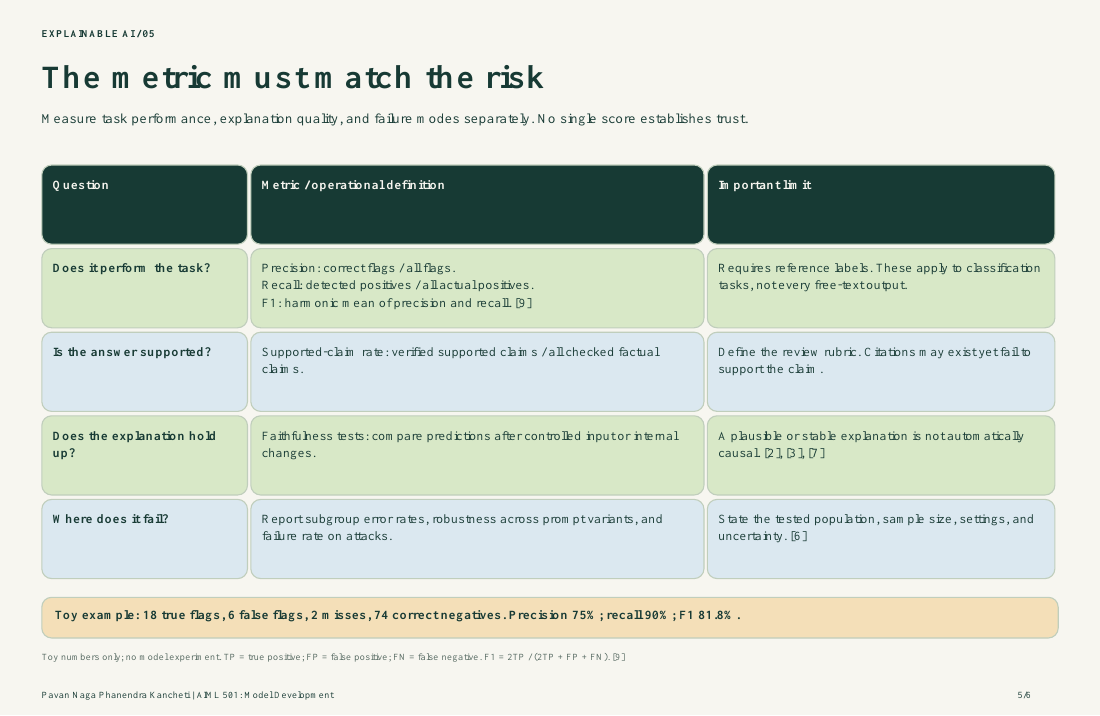 EXPLAINABLE AI / 05
The metric must match the risk
Measure task performance, explanation quality, and failure modes separately. No single score establishes trust.
Question
Metric / operational definition
Important limit
Does it perform the task?
Precision: correct flags / all flags.
Recall: detected positives / all actual positives.
F1: harmonic mean of precision and recall. [9]
Requires reference labels. These apply to classification
tasks, not every free-text output.
Is the answer supported?
Supported-claim rate: verified supported claims / all checked factual
claims.
Define the review rubric. Citations may exist yet fail to
support the claim.
Does the explanation hold
up?
Faithfulness tests: compare predictions after controlled input or internal
changes.
A plausible or stable explanation is not automatically
causal. [2], [3], [7]
Where does it fail?
Report subgroup error rates, robustness across prompt variants, and
failure rate on attacks.
State the tested population, sample size, settings, and
uncertainty. [6]
Toy example: 18 true flags, 6 false flags, 2 misses, 74 correct negatives. Precision 75%; recall 90%; F1 81.8%.
Toy numbers only; no model experiment. TP = true positive; FP = false positive; FN = false negative. F1 = 2TP / (2TP + FP + FN). [9]
Pavan Naga Phanendra Kancheti | AIML 501: Model Development
5/6